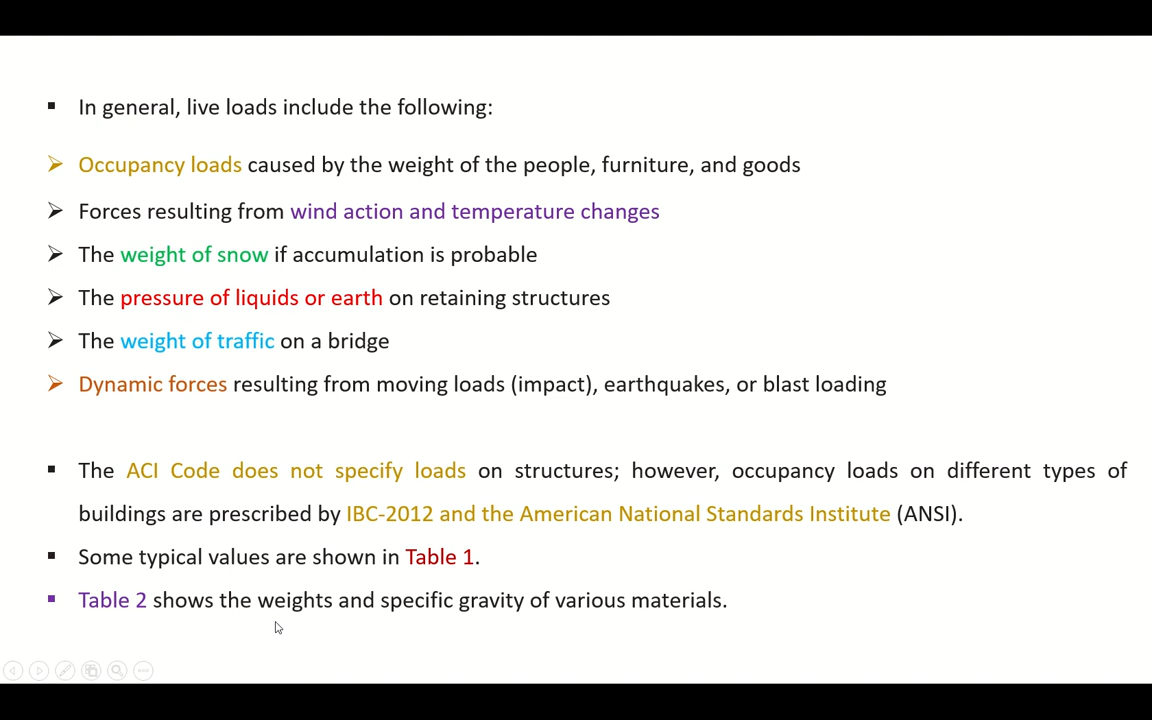 In general, live loads include the following:
Occupancy loads caused by the weight of the people, furniture, and goods
Forces resulting from wind action and temperature changes
The weight of snow if accumulation is probable
The pressure of liquids or earth on retaining structures
The weight of traffic on a bridge
Dynamic forces resulting from moving loads (impact), earthquakes, or blast loading
The ACI Code does not specify loads on structures; however, occupancy loads on different types of
buildings are prescribed by IBC-2012 and the American National Standards Institute (ANSI).
Some typical values are shown in Table 1.
Table 2 shows the weights and specific gravity of various materials.